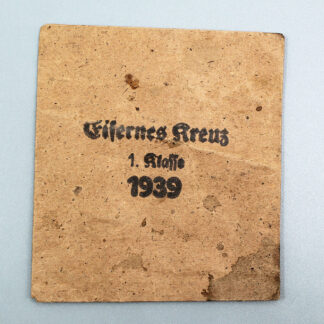 Eisernes Kreuz
1. Klasse
1939